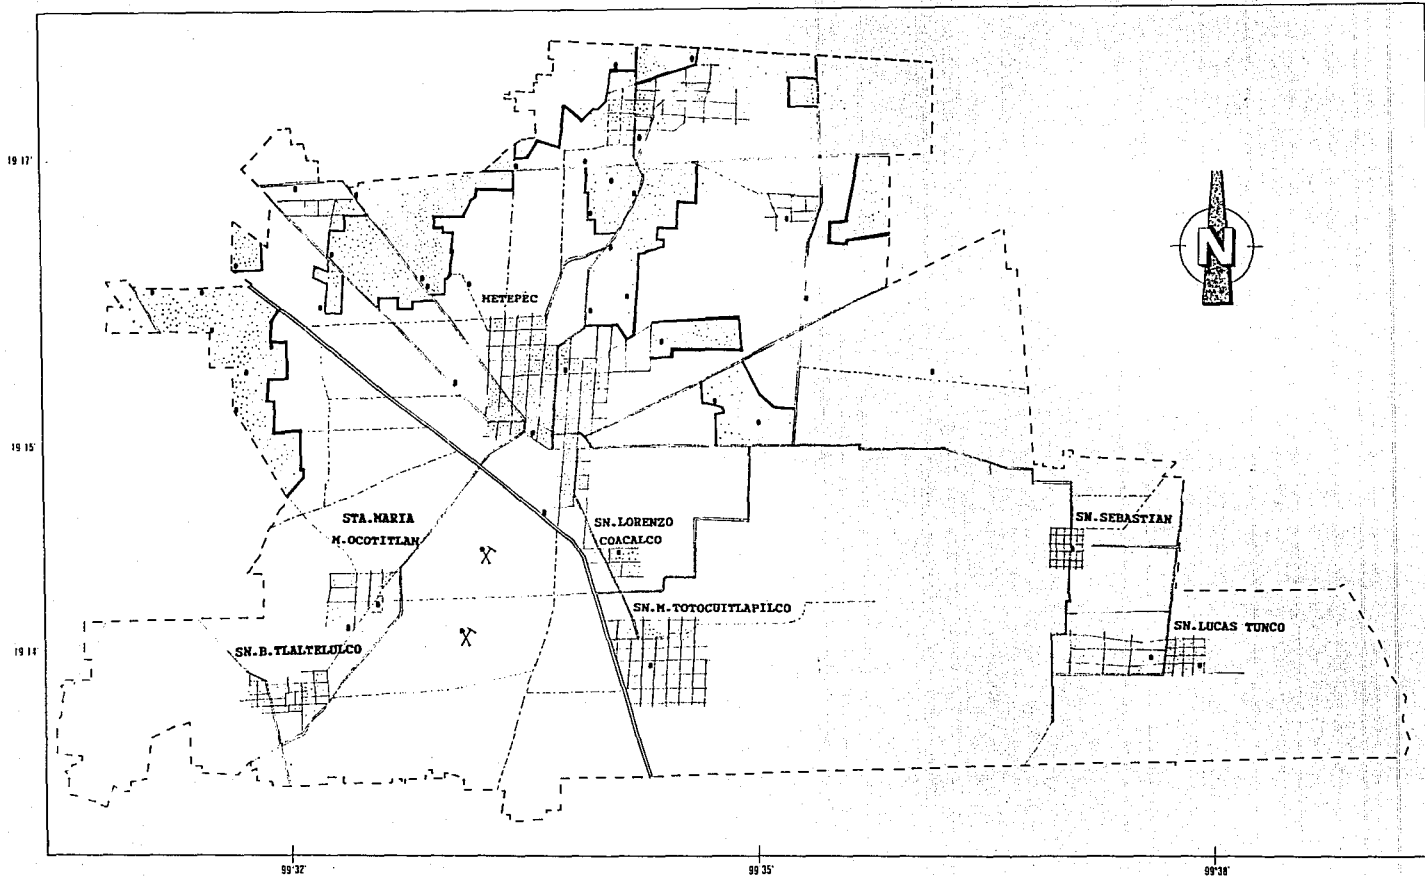 19 17'
N
METEPEC
19 15'
STA.MARIA
M.OCOTITLAN
SN.LORENZO
COACALCO
SN.SEBASTIAN
SN.M.TOTOCUITLAPILCO
SN.LUCAS TUNCO
19 14'
SN.B.TLALTELULCO
99·32'
99·35'
99·38'